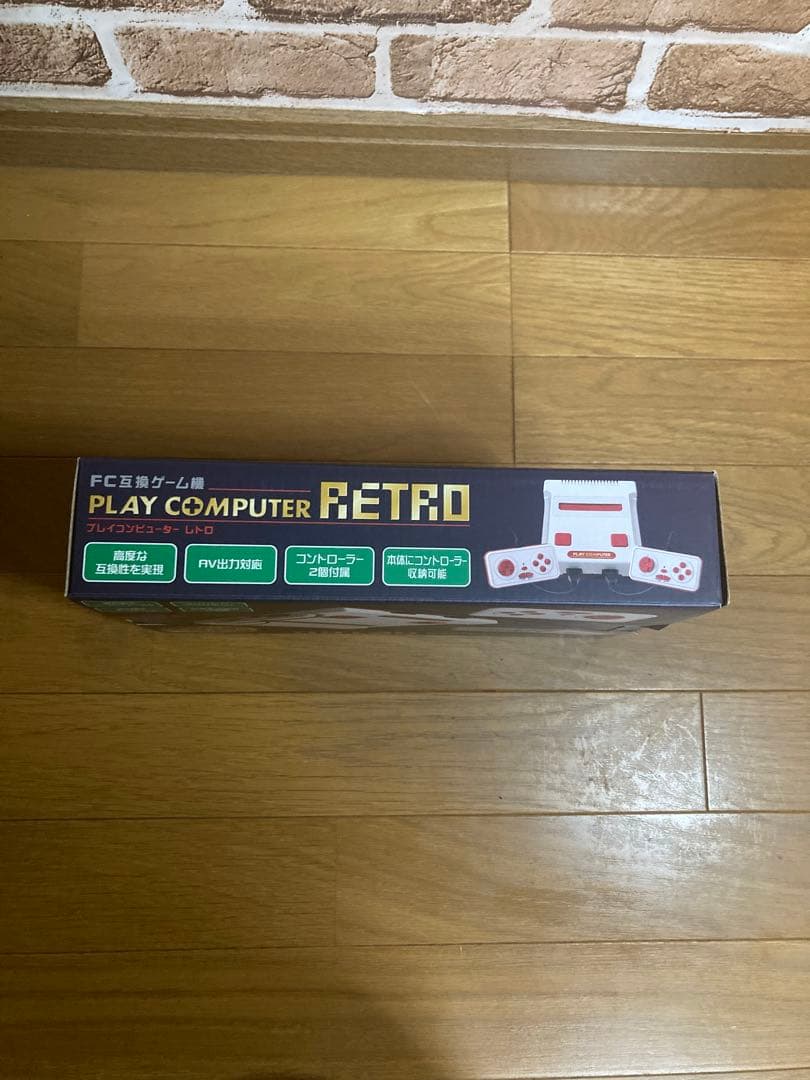 FC互換ゲーム機
PLAY COMPUTER RETRO
プレイコンピューター レトロ
高度な
互換性を実現
AV出力対応
コントローラー
2個付属
本体にコントローラー
収納可能
PLAY COMPUTER